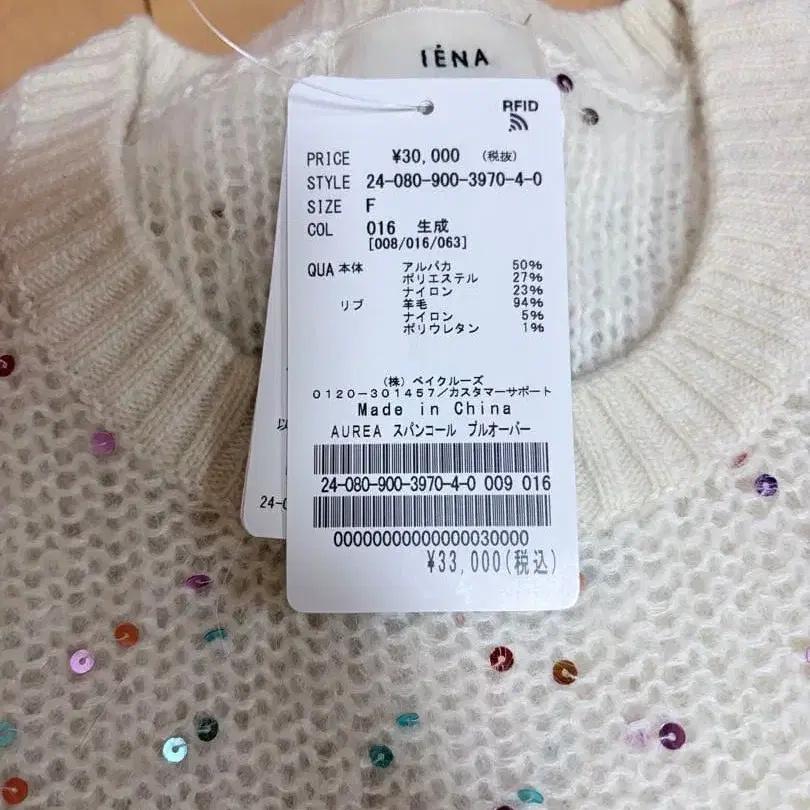 IÉNA
RFID
PRICE ¥30,000 (税抜)
STYLE 24-080-900-3970-4-0
SIZE F
COL 016 生成
[008/016/063]
QUA 本体 アルパカ 50%
ポリエステル 27%
ナイロン 23%
リブ 羊毛 94%
ナイロン 5%
ポリウレタン 1%
(株) ベイクルーズ
0120-301457/カスタマーサポート
Made in China
AUREA スパンコール プルオーバー
24-080-900-3970-4-0 009 016
00000000000000030000
¥33,000(税込)
以
24-0